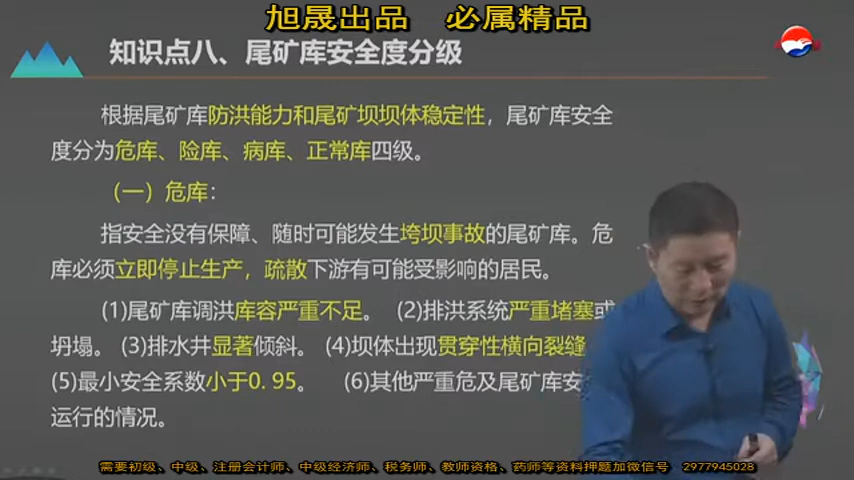 旭晟出品 必属精品
知识点八、尾矿库安全度分级
根据尾矿库防洪能力和尾矿坝坝体稳定性，尾矿库安全
度分为危库、险库、病库、正常库四级。
（一）危库：
指安全没有保障、随时可能发生垮坝事故的尾矿库。危
库必须立即停止生产，疏散下游有可能受影响的居民。
(1)尾矿库调洪库容严重不足。 (2)排洪系统严重堵塞或
坍塌。 (3)排水井显著倾斜。 (4)坝体出现贯穿性横向裂缝
(5)最小安全系数小于0.95。 (6)其他严重危及尾矿库安
运行的情况。
需要初级、中级、注册会计师、中级经济师、税务师、教师资格、药师等资料押题加微信号 2977945028